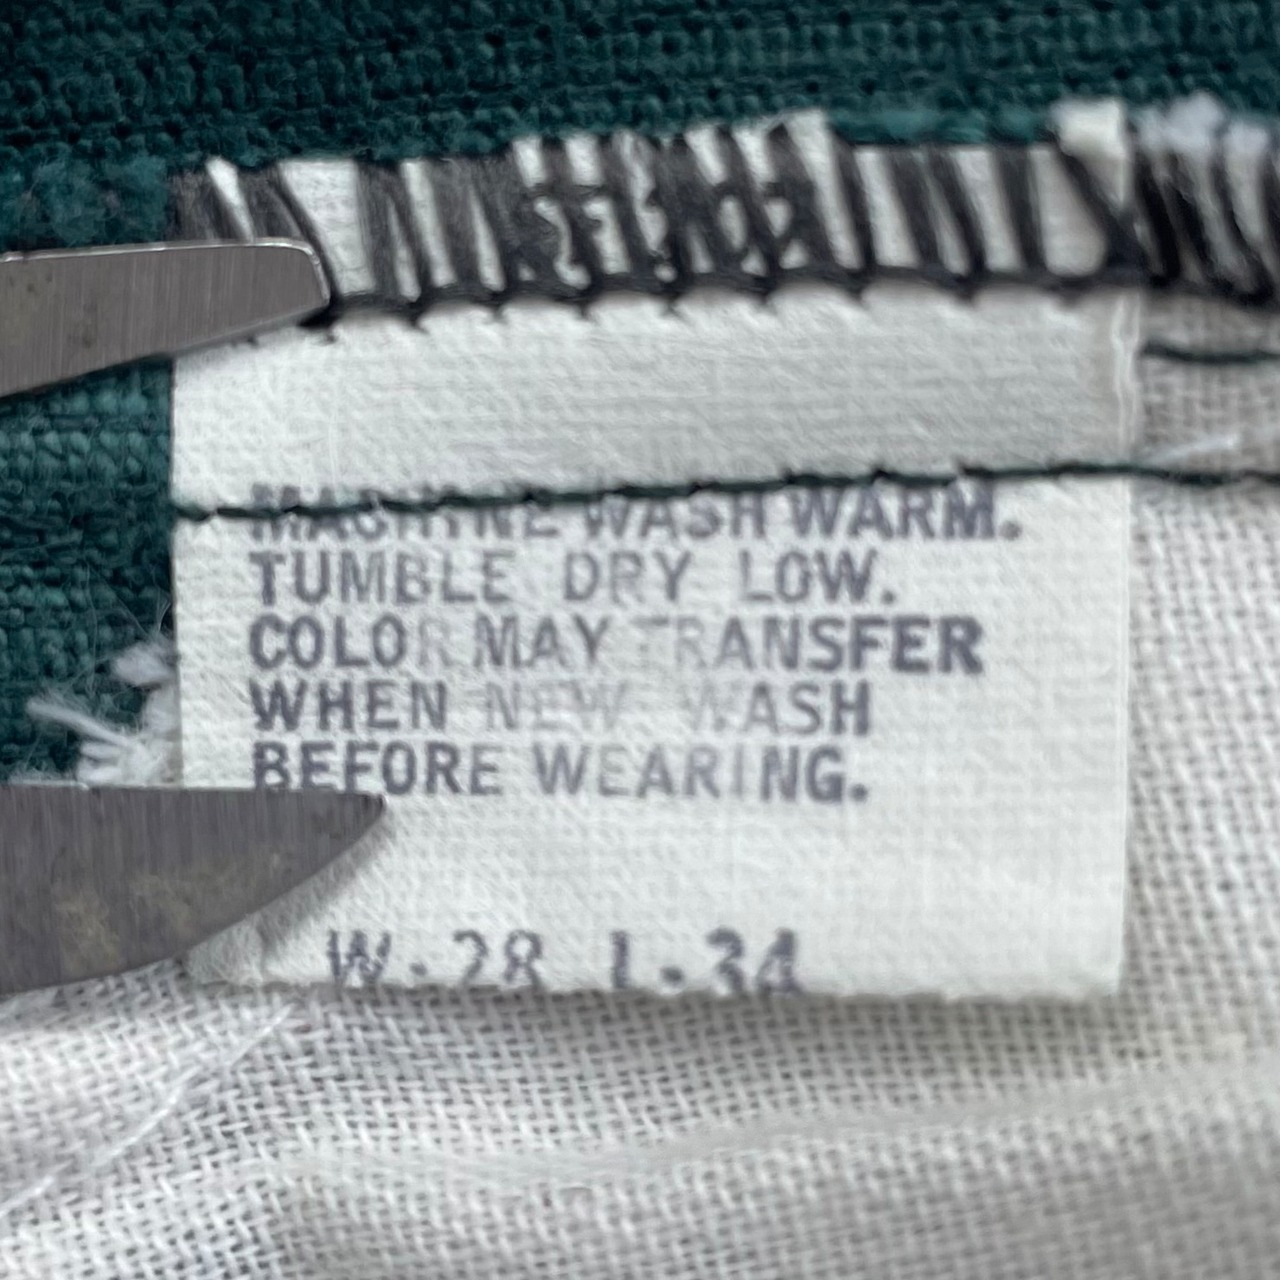 MACHINE WASH WARM.
TUMBLE DRY LOW.
COLOR MAY TRANSFER
WHEN NEW WASH
BEFORE WEARING.
W-28 L-34